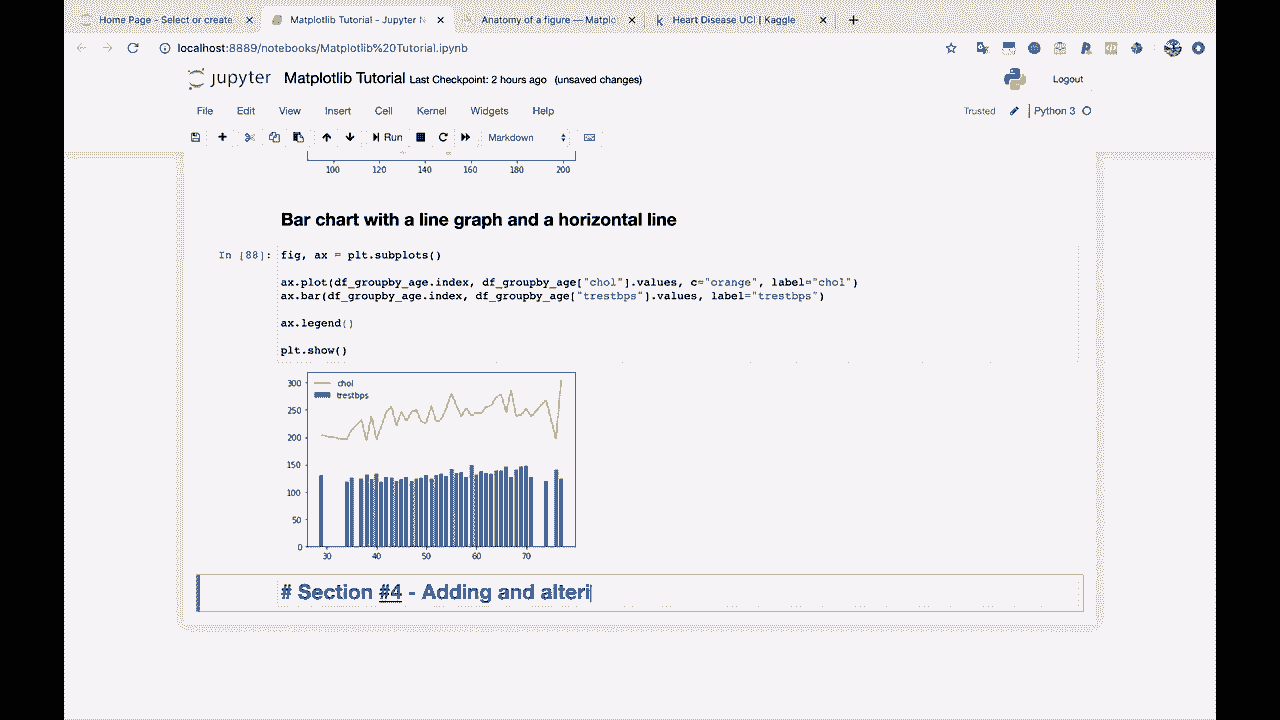 Home Page - Select or create
Matplotlib Tutorial - Jupyter N
Anatomy of a figure — Matplo
Heart Disease UCI | Kaggle
localhost:8889/notebooks/Matplotlib%20Tutorial.ipynb
jupyter Matplotlib Tutorial Last Checkpoint: 2 hours ago (unsaved changes)
Logout
File Edit View Insert Cell Kernel Widgets Help
Trusted Python 3
Run Markdown
100 120 140 160 180 200
Bar chart with a line graph and a horizontal line
In [88]: fig, ax = plt.subplots()
ax.plot(df_groupby_age.index, df_groupby_age["chol"].values, c="orange", label="chol")
ax.bar(df_groupby_age.index, df_groupby_age["trestbps"].values, label="trestbps")
ax.legend()
plt.show()
300
chol
trestbps
250
200
150
100
50
0
30 40 50 60 70
# Section #4 - Adding and alteri